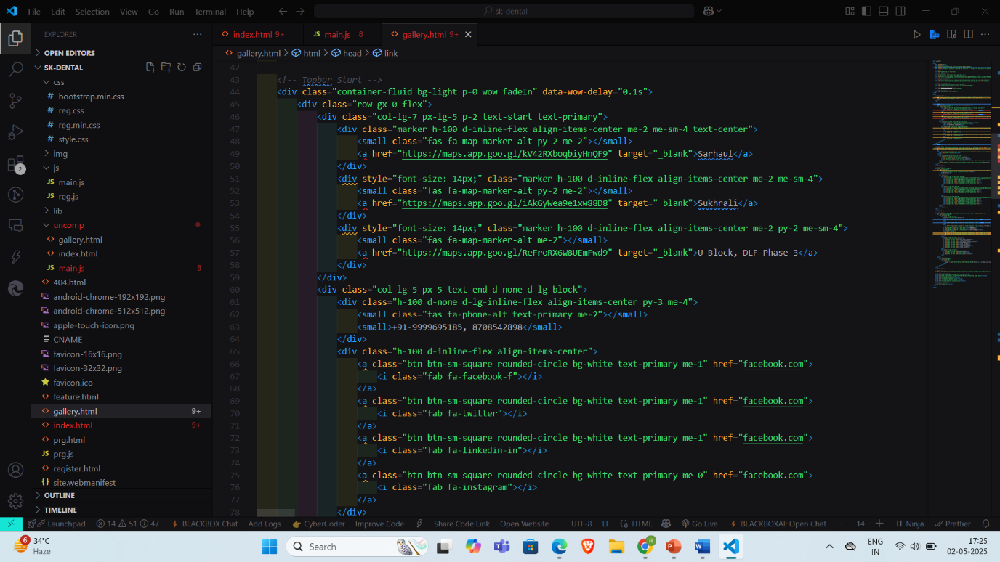 File Edit Selection View Go Run Terminal Help
sk-dental
EXPLORER
OPEN EDITORS
SK-DENTAL
css
# bootstrap.min.css
# reg.css
# reg.min.css
# style.css
img
js
JS main.js
JS reg.js
lib
uncomp
gallery.html
index.html
JS main.js 8
404.html
android-chrome-192x192.png
android-chrome-512x512.png
apple-touch-icon.png
CNAME
favicon-16x16.png
favicon-32x32.png
favicon.ico
feature.html
gallery.html 9+
index.html 9+
prg.html
JS prg.js
register.html
{} site.webmanifest
OUTLINE
TIMELINE
2
<> index.html 9+ JS main.js 8 <> gallery.html 9+
<> gallery.html > html > head > link
42
43 <!-- Topbar Start -->
44 <div class="container-fluid bg-light p-0 wow fadeIn" data-wow-delay="0.1s">
45 <div class="row gx-0 flex">
46 <div class="col-lg-7 px-lg-5 p-2 text-start text-primary">
47 <div class="marker h-100 d-inline-flex align-items-center me-2 me-sm-4 text-center">
48 <small class="fas fa-map-marker-alt py-2 me-2"></small>
49 <a href="https://maps.app.goo.gl/kV42RXboqbiyHnQF9" target="_blank">Sarhaul</a>
50 </div>
51 <div style="font-size: 14px;" class="marker h-100 d-inline-flex align-items-center me-2 me-sm-4">
52 <small class="fas fa-map-marker-alt py-2 me-2"></small>
53 <a href="https://maps.app.goo.gl/iAkGyWea9e1xw88D8" target="_blank">Sukhrali</a>
54 </div>
55 <div style="font-size: 14px;" class="marker h-100 d-inline-flex align-items-center me-2 py-2 me-sm-4">
56 <small class="fas fa-map-marker-alt me-2"></small>
57 <a href="https://maps.app.goo.gl/ReFroRX6W8UEmFwd9" target="_blank">U-Block, DLF Phase 3</a>
58 </div>
59 </div>
60 <div class="col-lg-5 px-5 text-end d-none d-lg-block">
61 <div class="h-100 d-none d-lg-inline-flex align-items-center py-3 me-4">
62 <small class="fas fa-phone-alt text-primary me-2"></small>
63 <small>+91-9999695185, 8708542898</small>
64 </div>
65 <div class="h-100 d-inline-flex align-items-center">
66 <a class="btn btn-sm-square rounded-circle bg-white text-primary me-1" href="facebook.com">
67 <i class="fab fa-facebook-f"></i>
68 </a>
69 <a class="btn btn-sm-square rounded-circle bg-white text-primary me-1" href="facebook.com">
70 <i class="fab fa-twitter"></i>
71 </a>
72 <a class="btn btn-sm-square rounded-circle bg-white text-primary me-1" href="facebook.com">
73 <i class="fab fa-linkedin-in"></i>
74 </a>
75 <a class="btn btn-sm-square rounded-circle bg-white text-primary me-0" href="facebook.com">
76 <i class="fab fa-instagram"></i>
77 </a>
78 </div>
Launchpad 14 51 47 BLACKBOX Chat Add Logs CyberCoder Improve Code Share Code Link Open Website UTF-8 LF HTML Go Live BLACKBOXAI: Open Chat - 14 + Ninja Prettier
6 34°C
Haze
Search
ENG
IN
17:25
02-05-2025